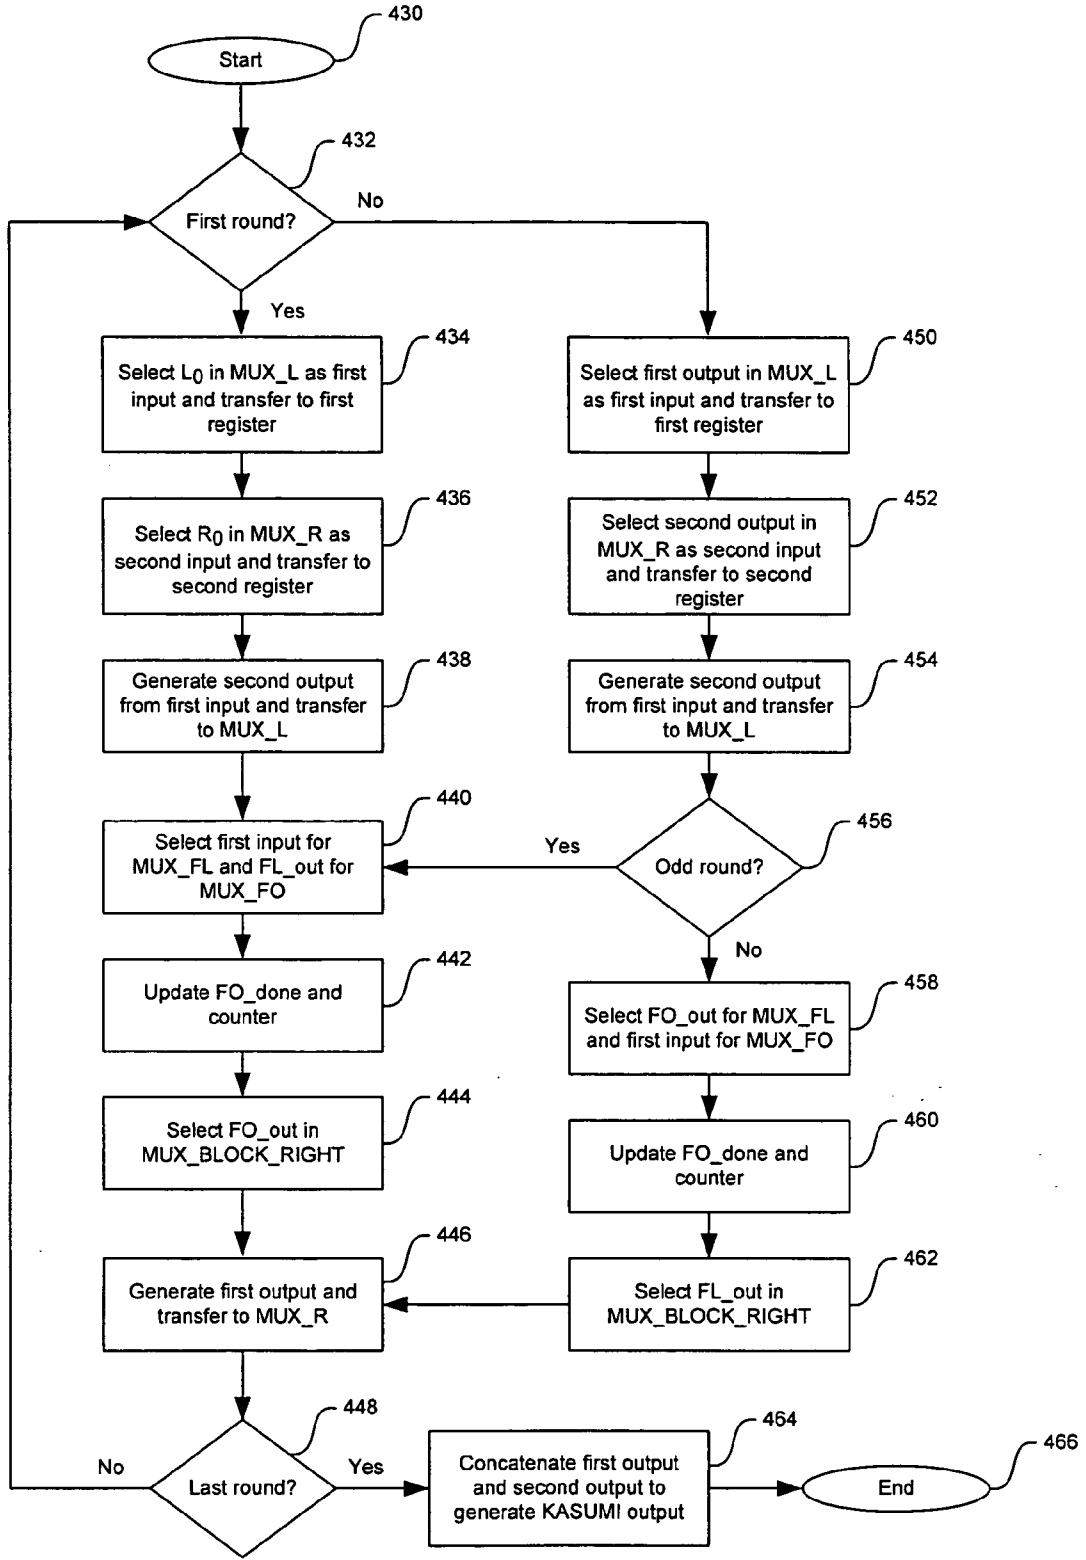 430
Start
432
First round?
No
Yes
434
Select L0 in MUX_L as first
input and transfer to first
register
450
Select first output in MUX_L
as first input and transfer to
first register
436
Select R0 in MUX_R as
second input and transfer to
second register
452
Select second output in
MUX_R as second input
and transfer to second
register
438
Generate second output
from first input and transfer
to MUX_L
454
Generate second output
from first input and transfer
to MUX_L
440
Select first input for
MUX_FL and FL_out for
MUX_FO
Yes
456
Odd round?
No
442
Update FO_done and
counter
458
Select FO_out for MUX_FL
and first input for MUX_FO
444
Select FO_out in
MUX_BLOCK_RIGHT
460
Update FO_done and
counter
446
Generate first output and
transfer to MUX_R
462
Select FL_out in
MUX_BLOCK_RIGHT
448
Last round?
No
Yes
464
Concatenate first output
and second output to
generate KASUMI output
466
End